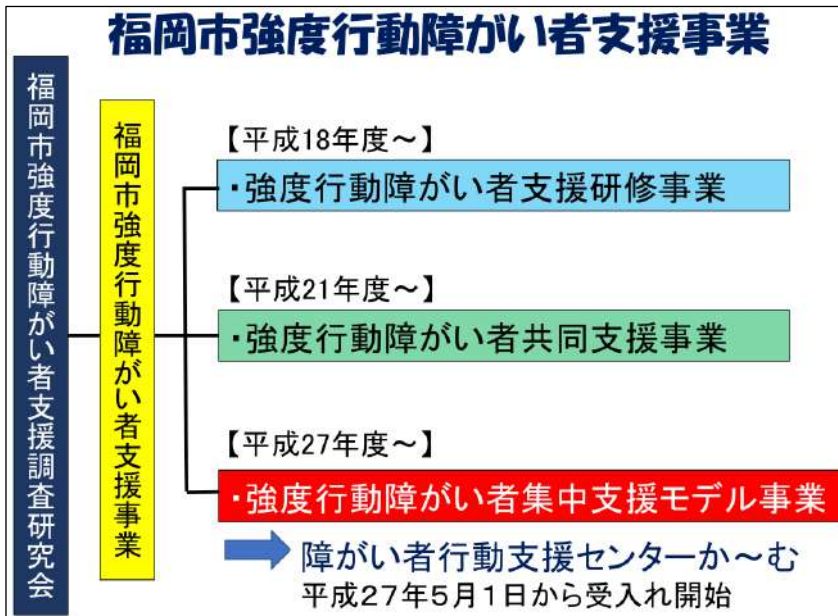 福岡市強度行動障がい者支援事業
福岡市強度行動障がい者支援調査研究会
福岡市強度行動障がい者支援事業
【平成18年度～】
・強度行動障がい者支援研修事業
【平成21年度～】
・強度行動障がい者共同支援事業
【平成27年度～】
・強度行動障がい者集中支援モデル事業
障がい者行動支援センターか～む
平成27年5月1日から受入れ開始